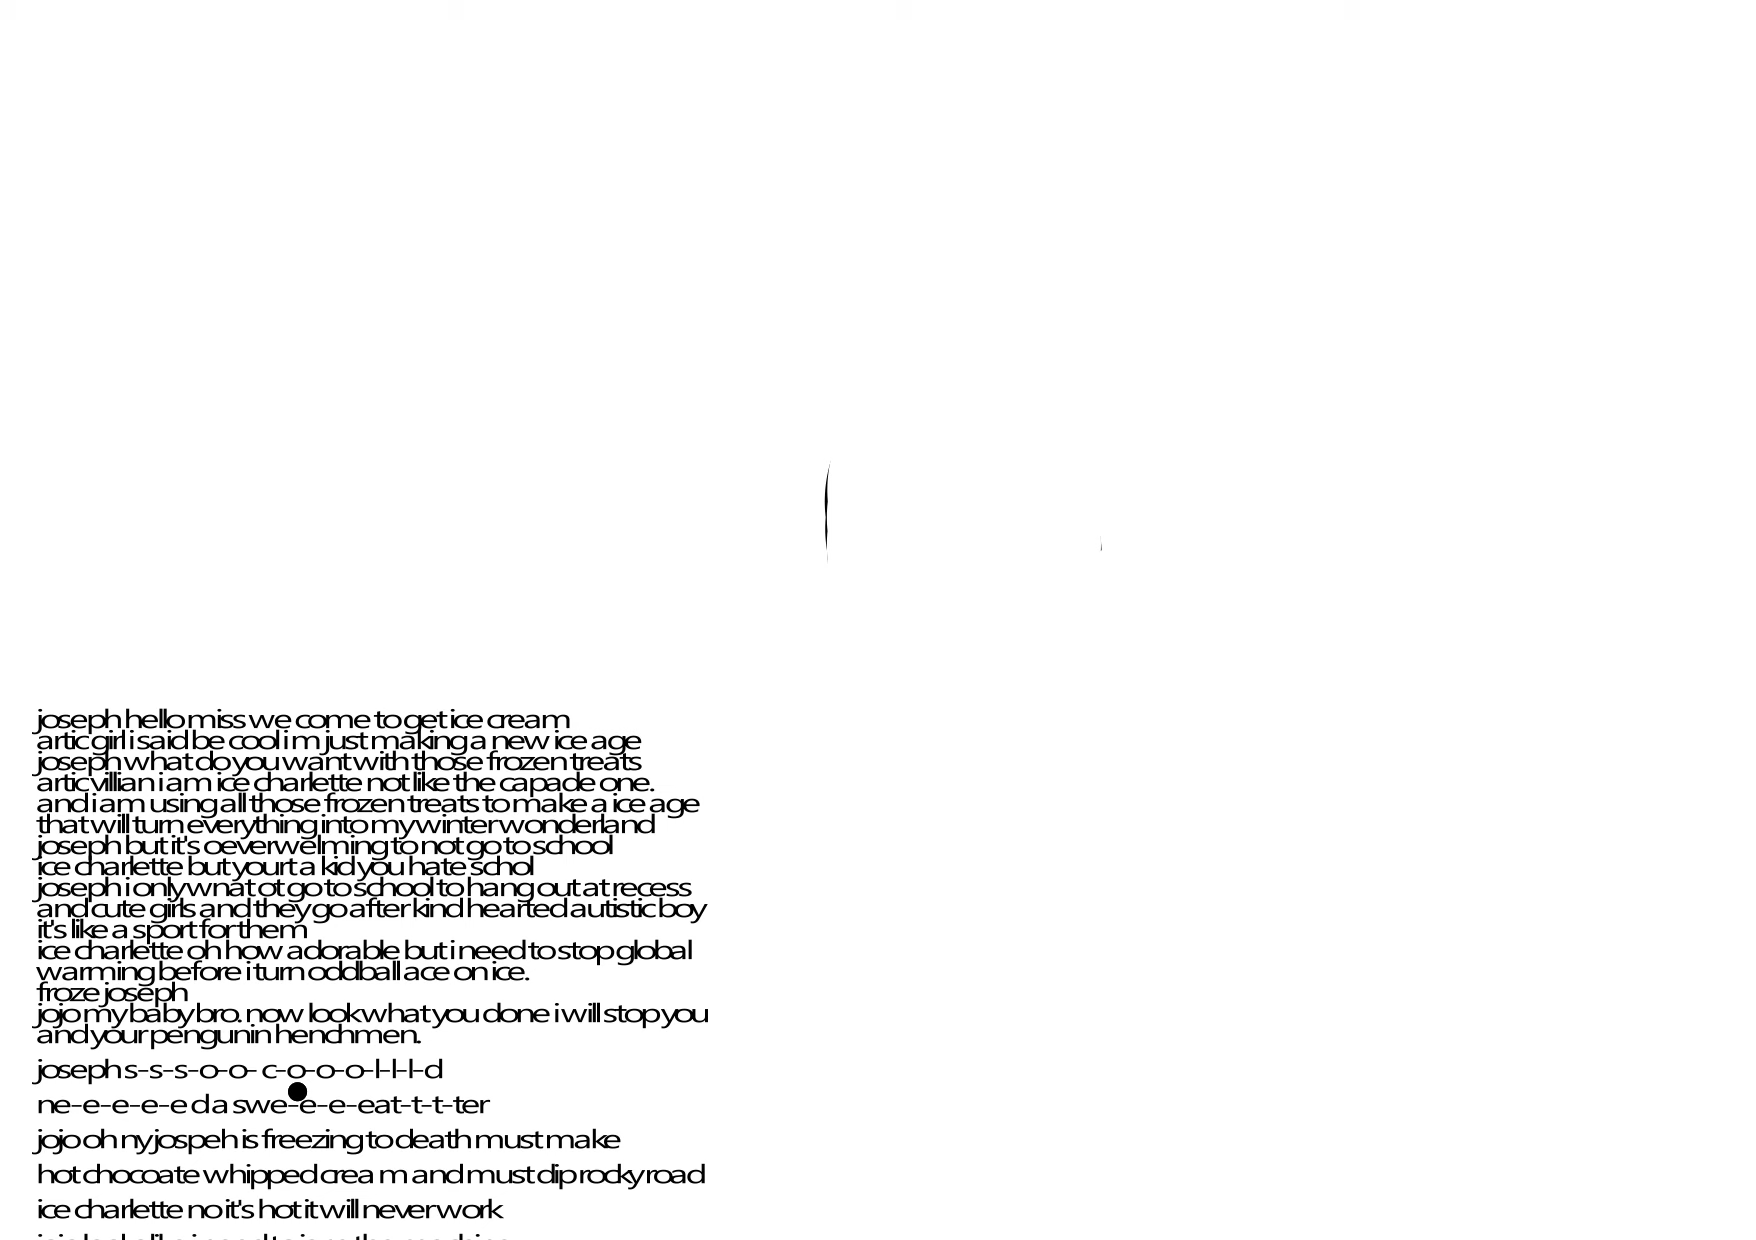 joseph hello miss we come to get ice cream
artic girl i said be cool im just making a new ice age
joseph what do you want with those frozen treats
artic villian i am ice charlette not like the capade one.
and i am using all those frozen treats to make a ice age
that will turn everything into my winter wonderland
joseph but it's oeverwelming to not go to school
ice charlette but yourt a kid you hate schol
joseph i only wnat ot go to school to hang out at recess
and cute girls and they go after kind hearted autistic boy
it's like a sport for them
ice charlette oh how adorable but i need to stop global
warming before i turn oddball ace on ice.
froze joseph
jojo my baby bro. now look what you done i will stop you
and your pengunin henchmen.
joseph s-s-s-o-o- c-o-o-o-l-l-l-d
ne-e-e-e-e d a swe-e-e-eat-t-t-ter
jojo oh ny jospeh is freezing to death must make
hot chocoate whipped crea m and must dip rocky road
ice charlette no it's hot it will never work